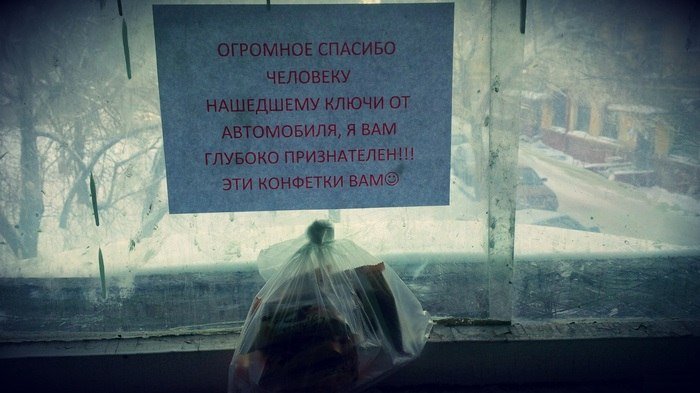 ОГРОМНОЕ СПАСИБО
ЧЕЛОВЕКУ
НАШЕДШЕМУ КЛЮЧИ ОТ
АВТОМОБИЛЯ, Я ВАМ
ГЛУБОКО ПРИЗНАТЕЛЕН!!!
ЭТИ КОНФЕТКИ ВАМ☺